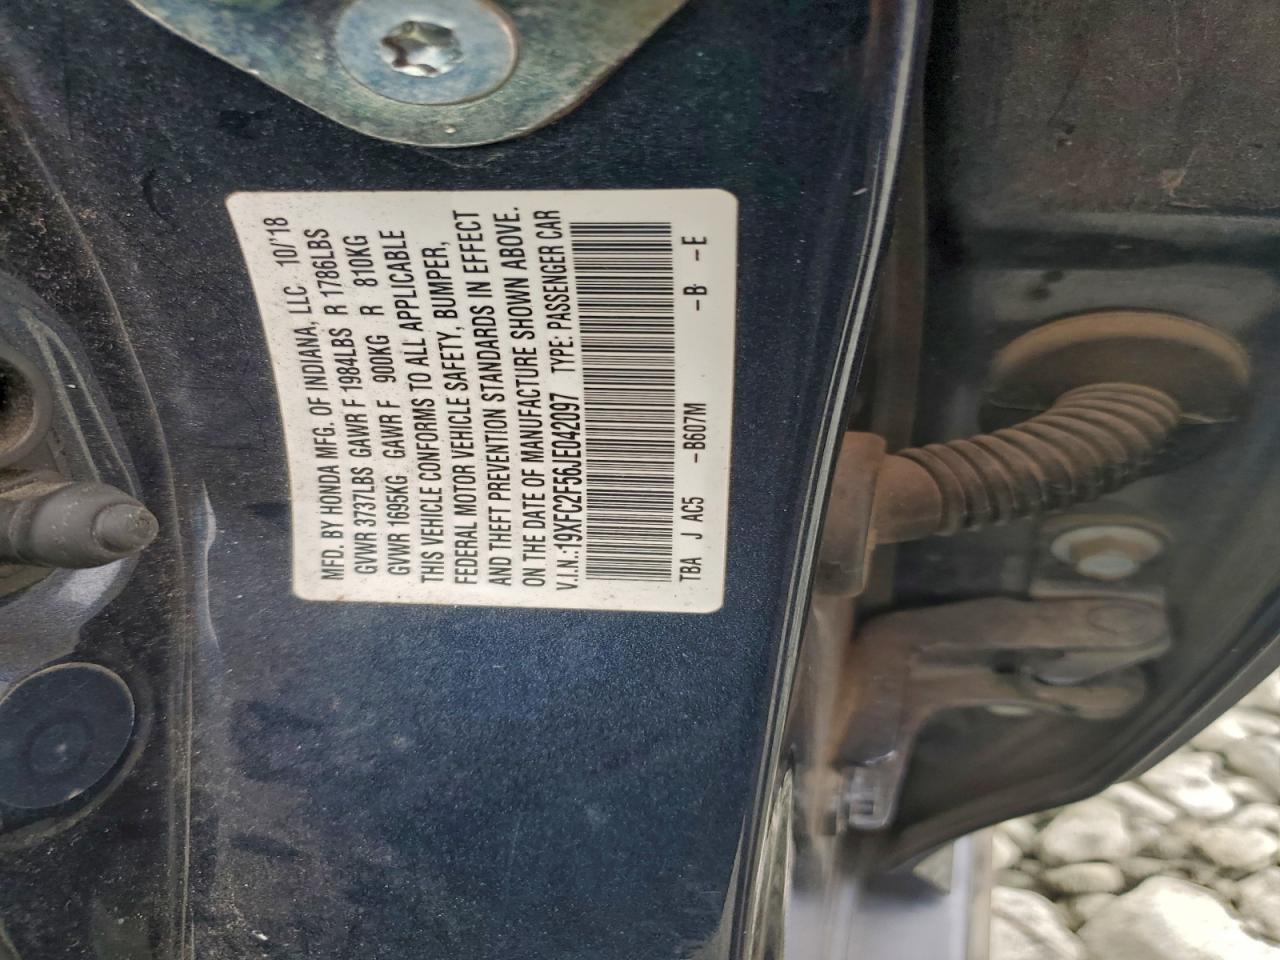 MFD. BY HONDA MFG. OF INDIANA, LLC 10/'18
GVWR 3737LBS GAWR F 1984LBS R 1786LBS
GVWR 1695KG GAWR F 900KG R 810KG
THIS VEHICLE CONFORMS TO ALL APPLICABLE
FEDERAL MOTOR VEHICLE SAFETY, BUMPER,
AND THEFT PREVENTION STANDARDS IN EFFECT
ON THE DATE OF MANUFACTURE SHOWN ABOVE.
V.I.N.:19XFC2F56JE042097 TYPE: PASSENGER CAR
TBA J AC5 -B607M -B -E